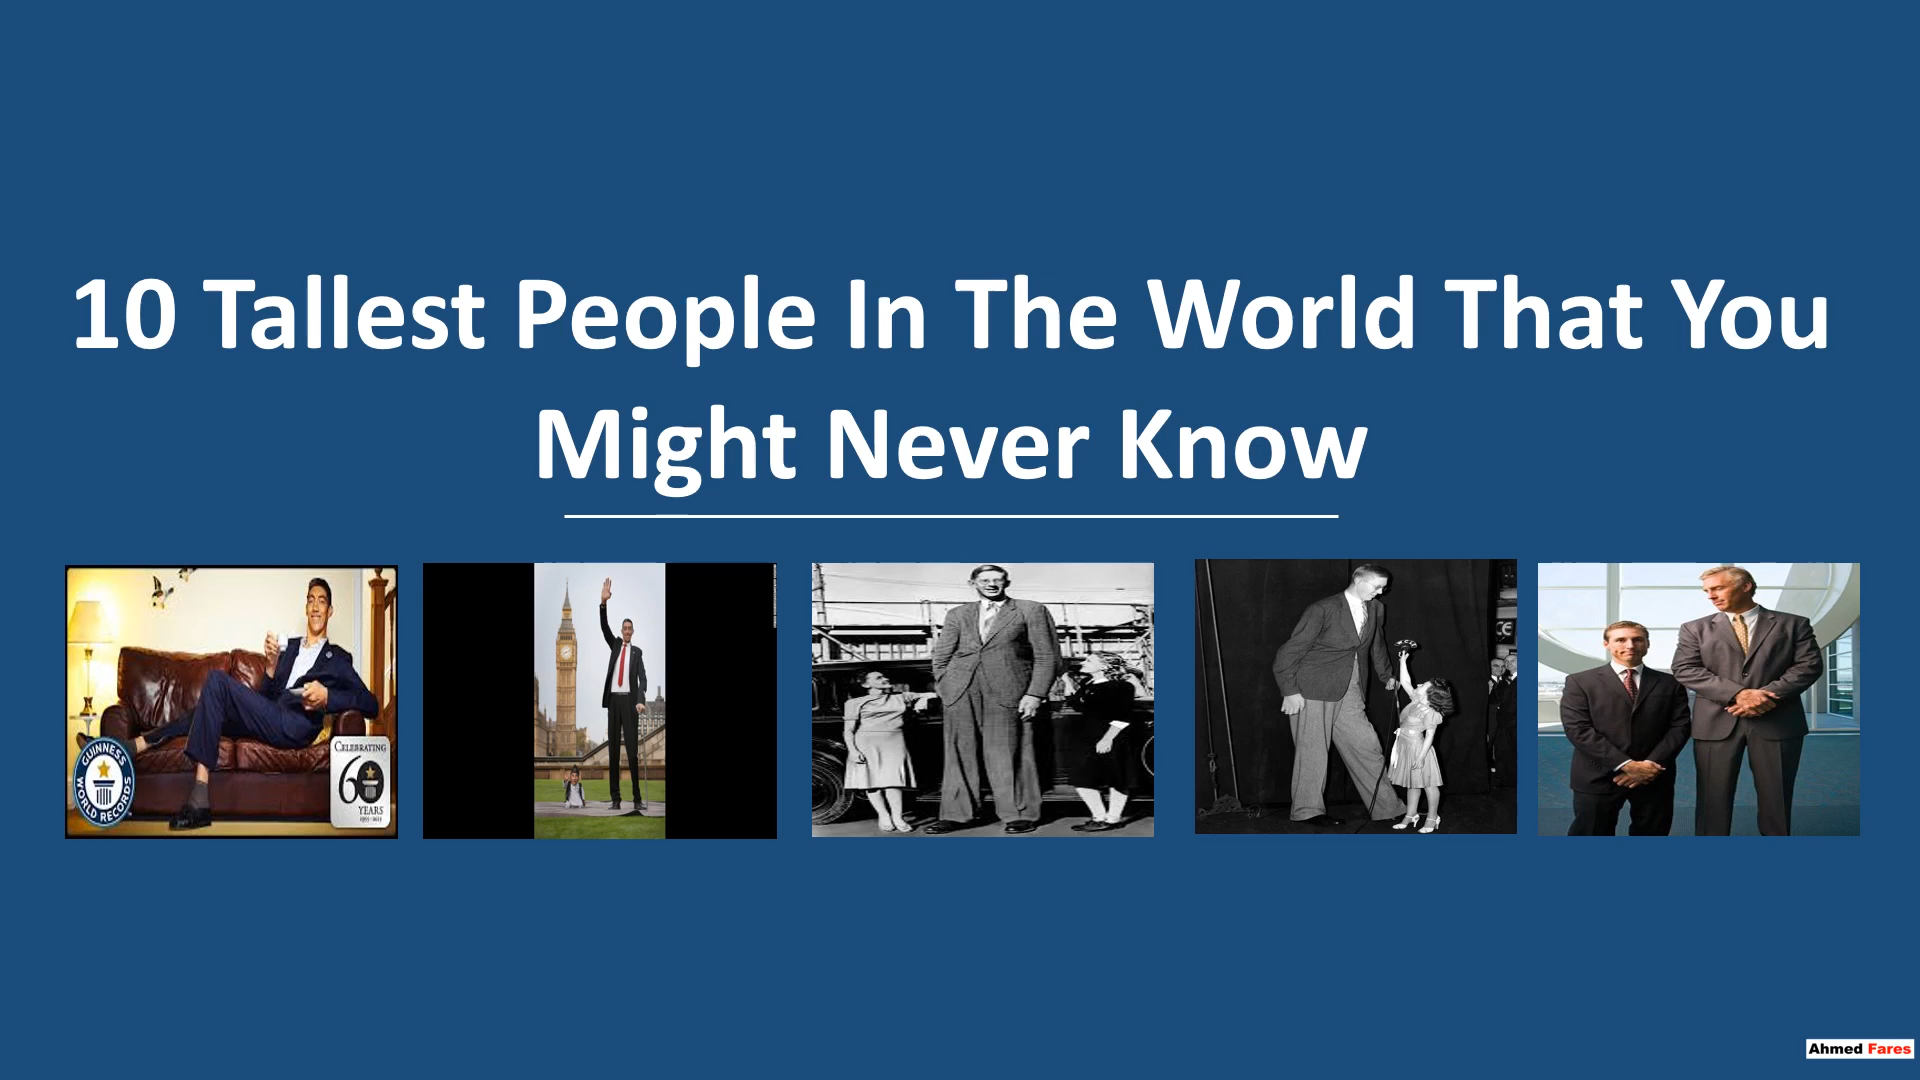 10 Tallest People In The World That You
Might Never Know
GUINNESS
WORLD RECORDS
CELEBRATING
60
YEARS
CE
Ahmed Fares